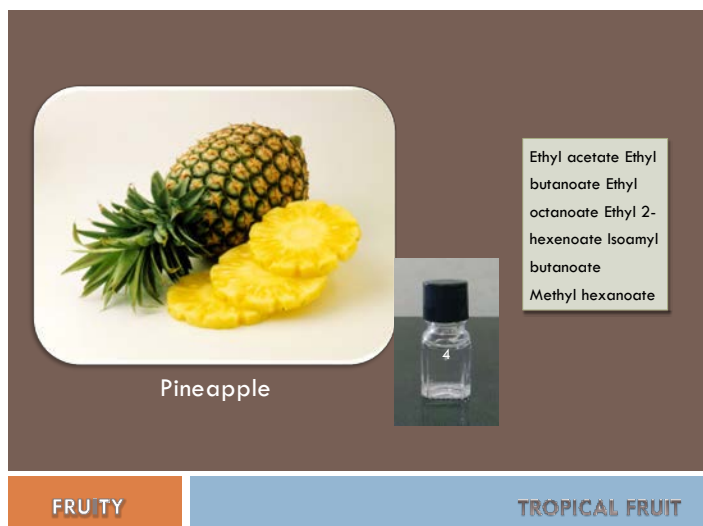 Ethyl acetate Ethyl
butanoate Ethyl
octanoate Ethyl 2-
hexenoate Isoamyl
butanoate
Methyl hexanoate
4
Pineapple
FRUITY
TROPICAL FRUIT